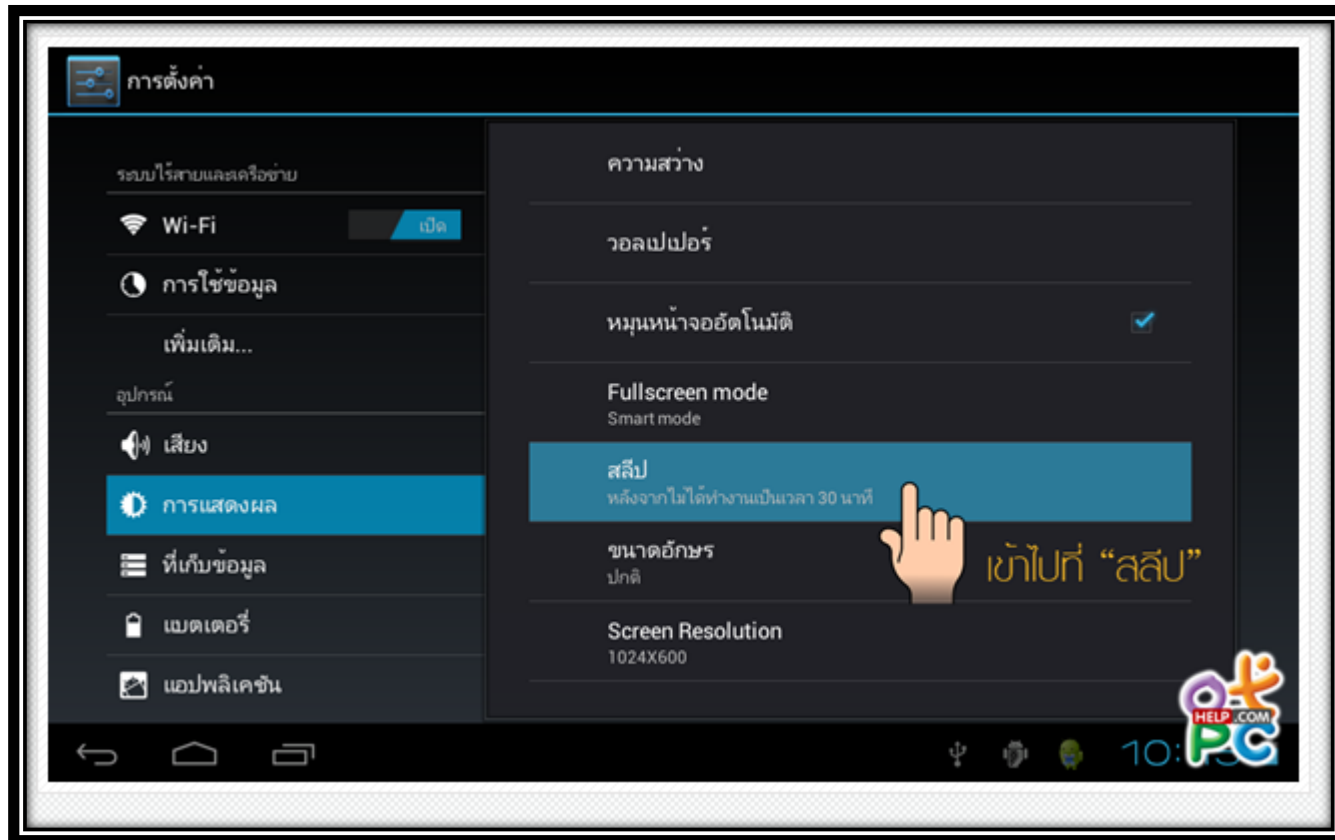 การตั้งค่า
ระบบไร้สายและเครือข่าย
Wi-Fi
เปิด
การใช้ข้อมูล
เพิ่มเติม...
อุปกรณ์
เสียง
การแสดงผล
ที่เก็บข้อมูล
แบตเตอรี่
แอปพลิเคชัน
ความสว่าง
วอลเปเปอร์
หมุนหน้าจออัตโนมัติ
Fullscreen mode
Smart mode
สลีป
หลังจากไม่ได้ทำงานเป็นเวลา 30 นาที
ขนาดอักษร
ปกติ
Screen Resolution
1024X600
เข้าไปที่ “สลีป”
HELP.COM
PC
10: